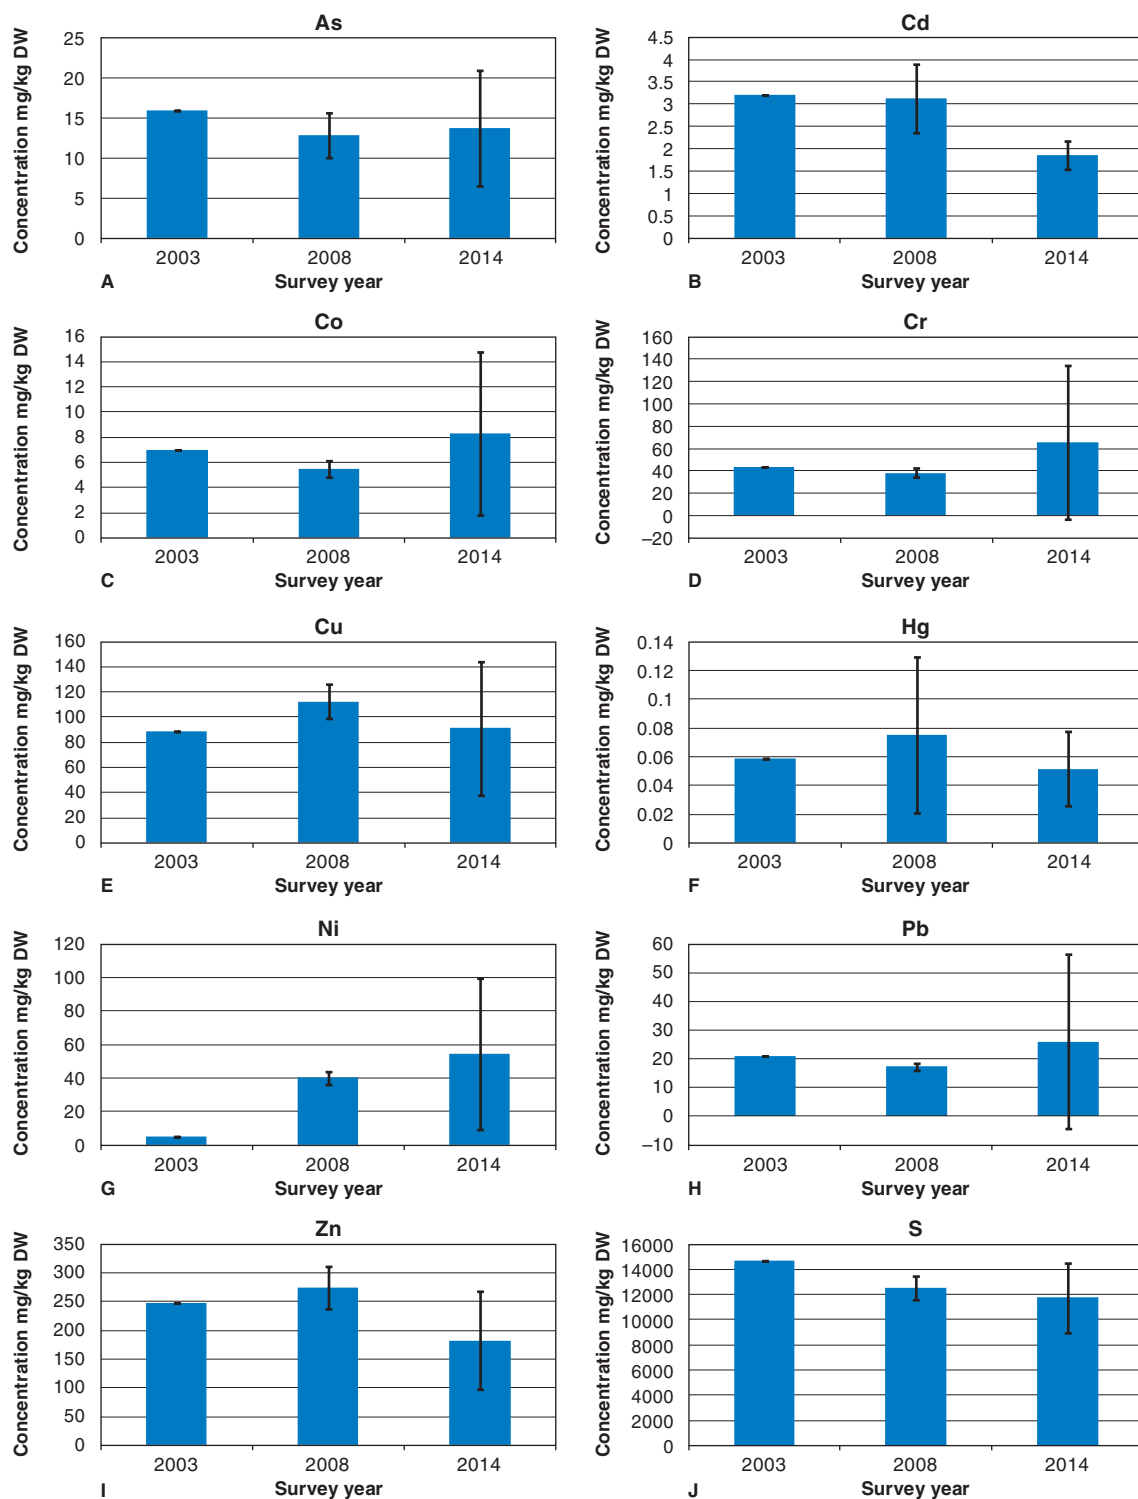 As
Concentration mg/kg DW
25
20
15
10
5
0
2003 2008 2014
A Survey year
Cd
Concentration mg/kg DW
4.5
4
3.5
3
2.5
2
1.5
1
0.5
0
2003 2008 2014
B Survey year
Co
Concentration mg/kg DW
16
14
12
10
8
6
4
2
0
2003 2008 2014
C Survey year
Cr
Concentration mg/kg DW
160
140
120
100
80
60
40
20
0
–20
2003 2008 2014
D Survey year
Cu
Concentration mg/kg DW
160
140
120
100
80
60
40
20
0
2003 2008 2014
E Survey year
Hg
Concentration mg/kg DW
0.14
0.12
0.1
0.08
0.06
0.04
0.02
0
2003 2008 2014
F Survey year
Ni
Concentration mg/kg DW
120
100
80
60
40
20
0
2003 2008 2014
G Survey year
Pb
Concentration mg/kg DW
60
50
40
30
20
10
0
–10
2003 2008 2014
H Survey year
Zn
Concentration mg/kg DW
350
300
250
200
150
100
50
0
2003 2008 2014
I Survey year
S
Concentration mg/kg DW
16000
14000
12000
10000
8000
6000
4000
2000
0
2003 2008 2014
J Survey year